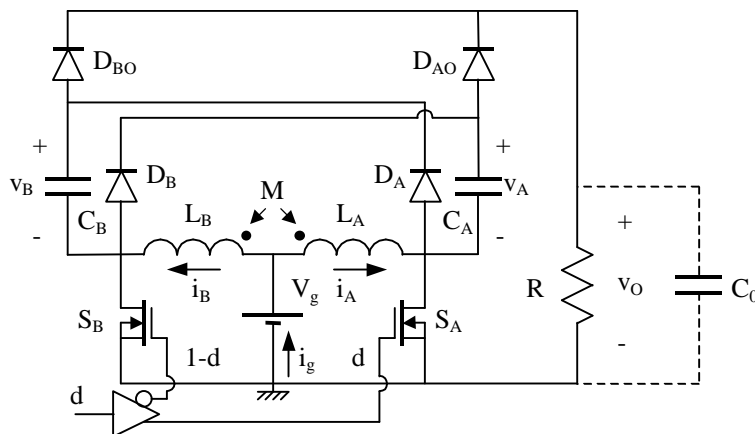 D_BO
D_AO
+
+
D_B
M
D_A
v_B
v_A
L_B
L_A
-
C_B
C_A
-
+
i_B
V_g
i_A
R
v_O
C_0
S_B
S_A
1-d
i_g
d
-
d